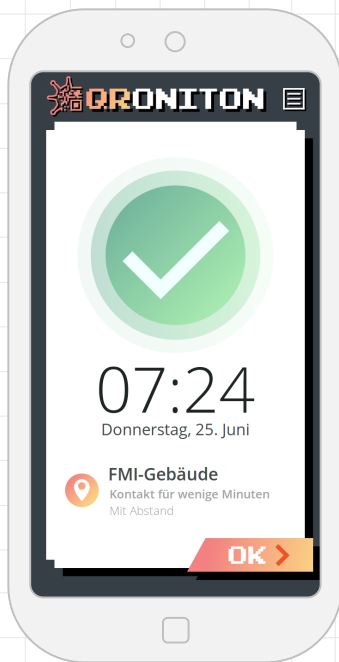 QRONITON
07:24
Donnerstag, 25. Juni
FMI-Gebäude
Kontakt für wenige Minuten
Mit Abstand
OK